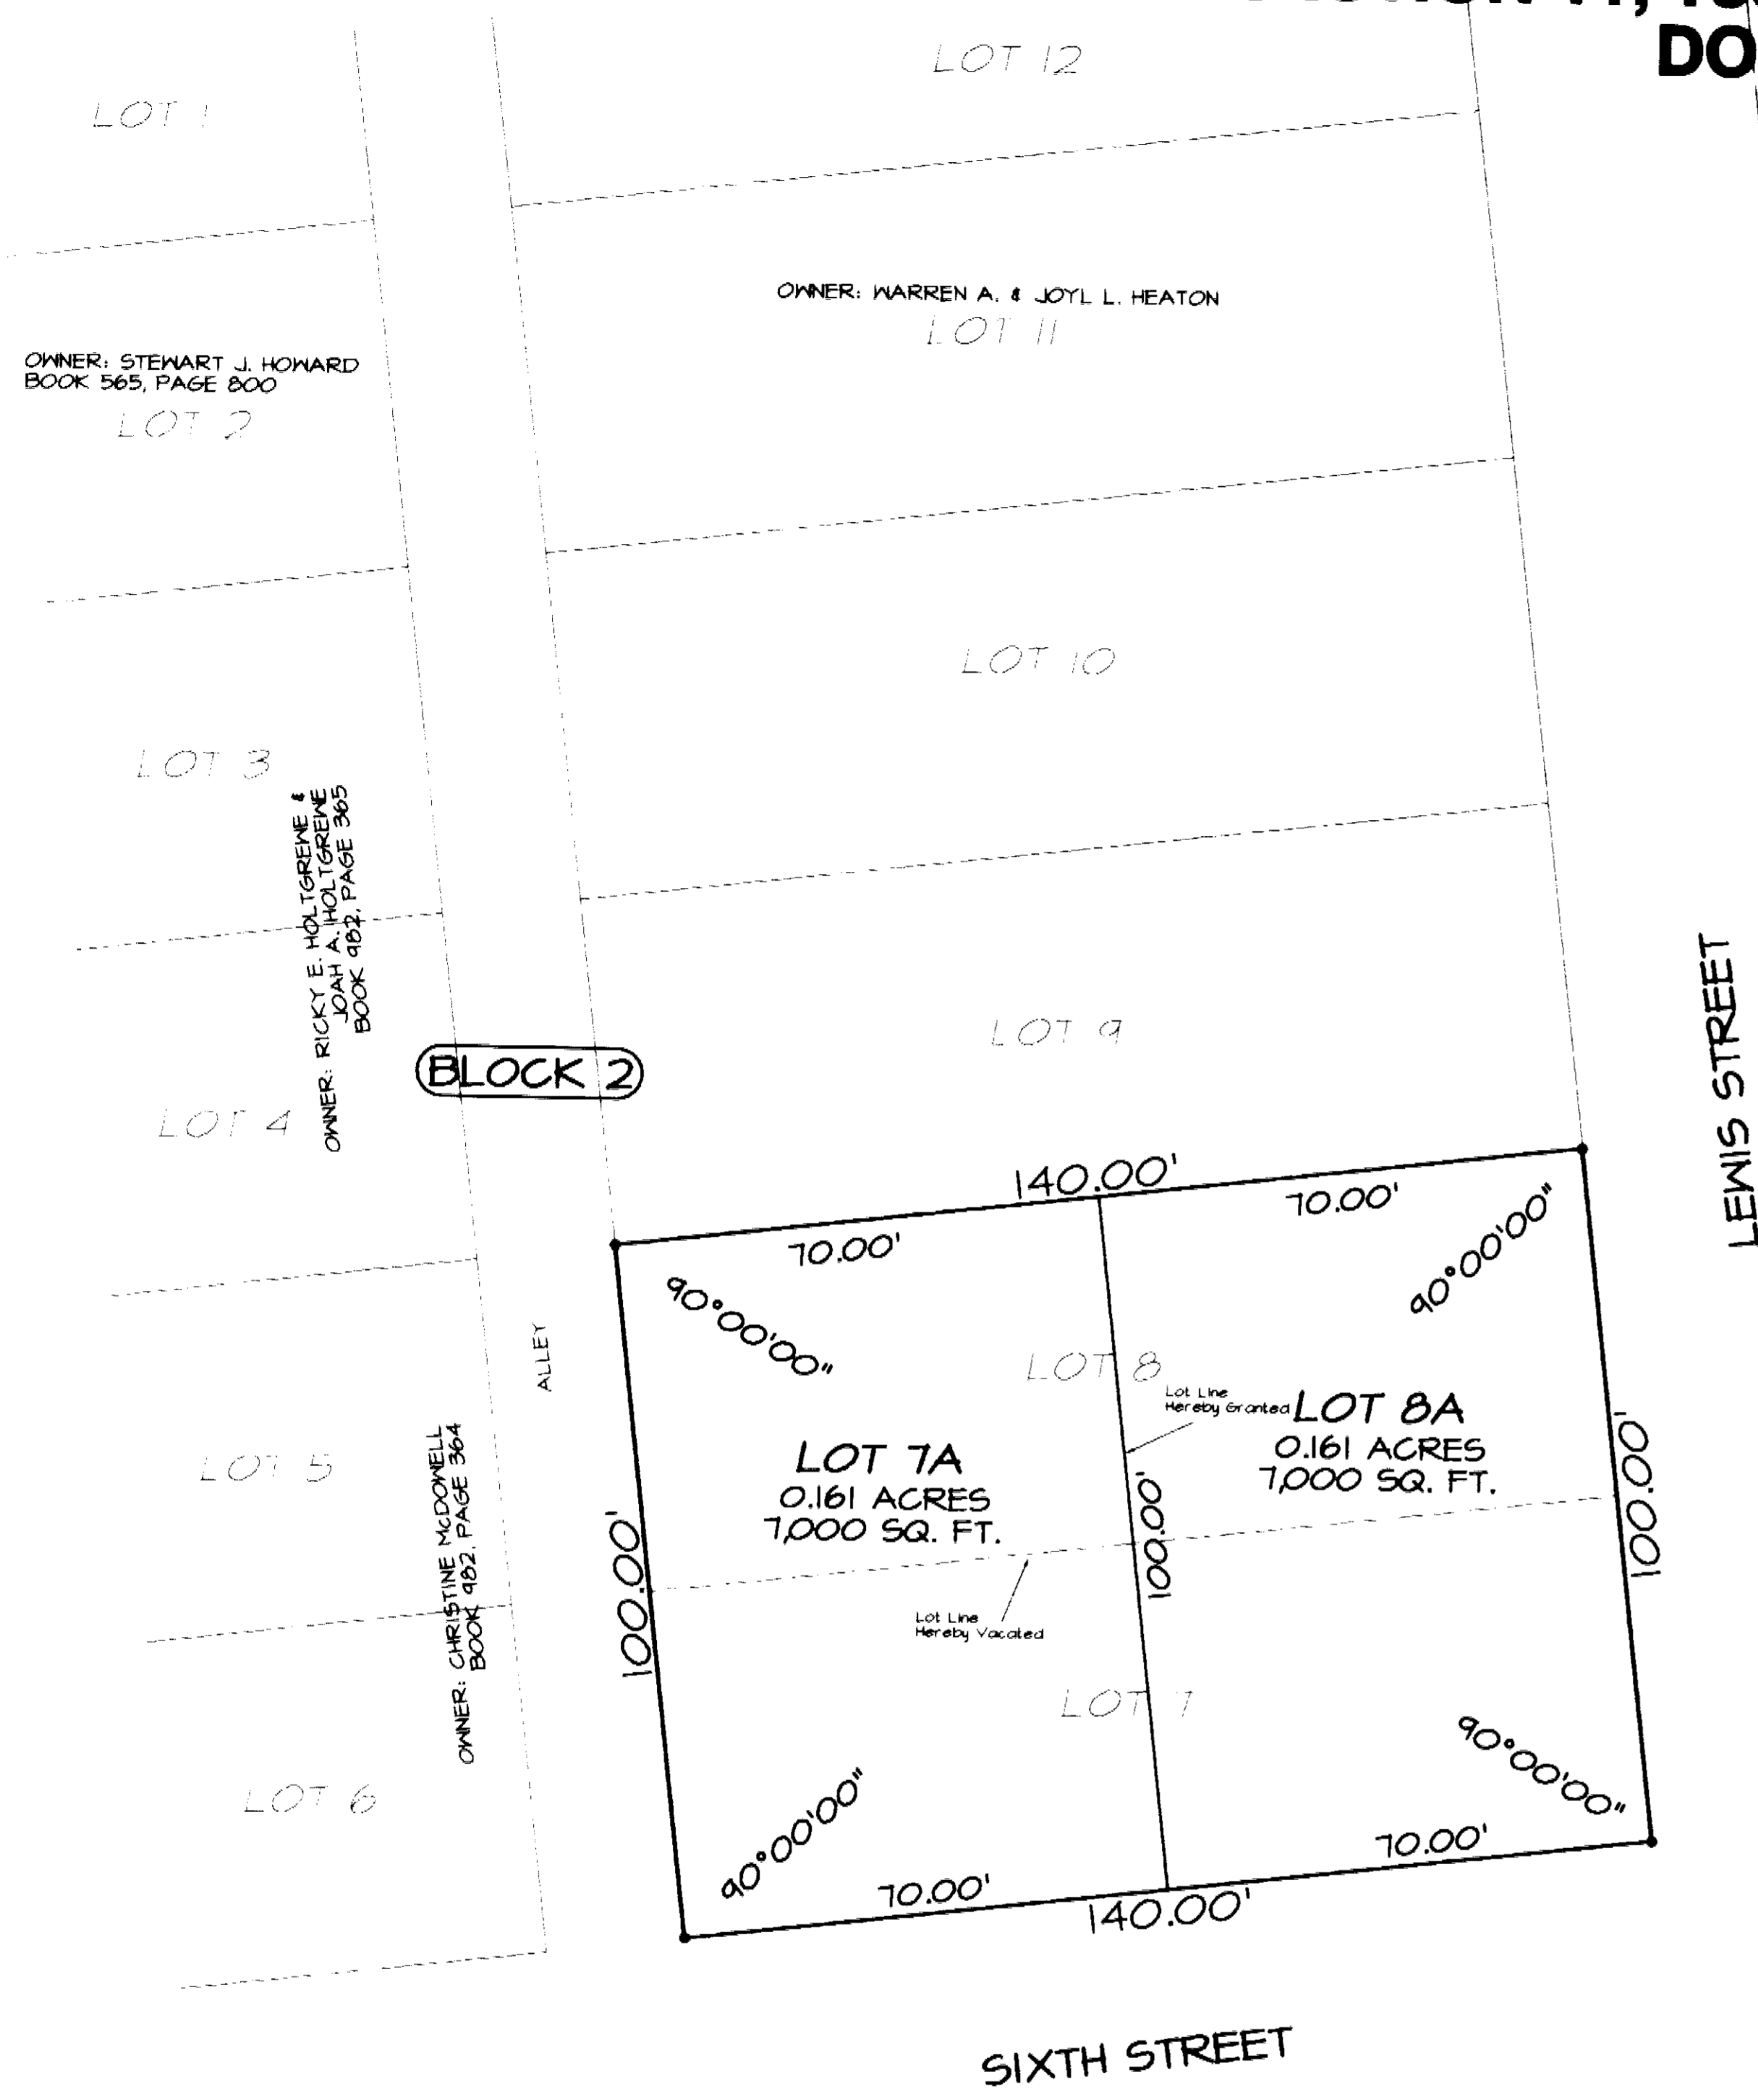 DO
LOT 12
LOT 1
OWNER: WARREN A. & JOYL L. HEATON
LOT 11
OWNER: STEWART J. HOWARD
BOOK 565, PAGE 800
LOT 2
LOT 10
LOT 3
OWNER: RICKY E. HOLTGREWE &
JOAH A. HOLTGREWE
BOOK 982, PAGE 365
LOT 9
BLOCK 2
LOT 4
LEWIS STREET
140.00'
70.00'
70.00'
90°00'00"
90°00'00"
ALLEY
LOT 8
Lot Line
Hereby Granted
LOT 8A
0.161 ACRES
7,000 SQ. FT.
LOT 7A
0.161 ACRES
7,000 SQ. FT.
LOT 5
OWNER: CHRISTINE MCDOWELL
BOOK 982, PAGE 364
100.00'
100.00'
100.00'
Lot Line
Hereby Vacated
LOT 7
LOT 6
90°00'00"
90°00'00"
70.00'
70.00'
140.00'
SIXTH STREET